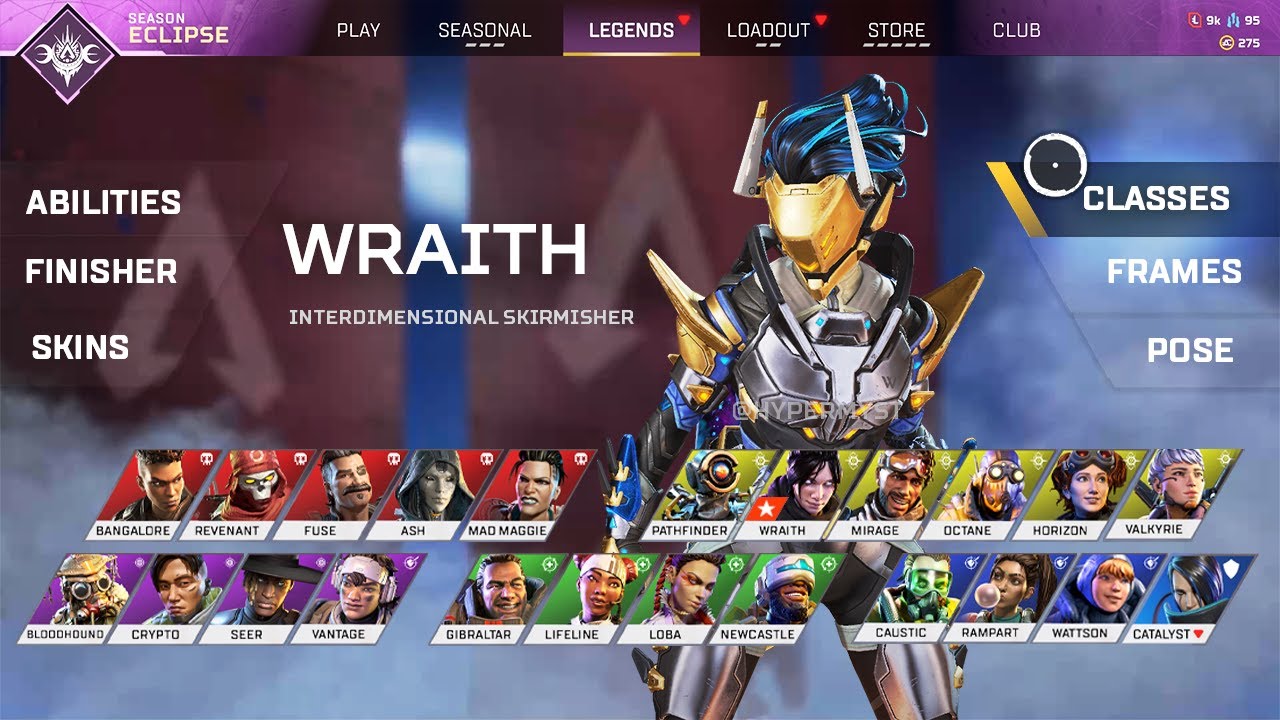 SEASON
ECLIPSE
PLAY
SEASONAL
LEGENDS
LOADOUT
STORE
CLUB
9k 95
275
ABILITIES
FINISHER
SKINS
WRAITH
INTERDIMENSIONAL SKIRMISHER
CLASSES
FRAMES
POSE
W
@HYPERMYST
BANGALORE
REVENANT
FUSE
ASH
MAD MAGGIE
PATHFINDER
WRAITH
MIRAGE
OCTANE
HORIZON
VALKYRIE
BLOODHOUND
CRYPTO
SEER
VANTAGE
GIBRALTAR
LIFELINE
LOBA
NEWCASTLE
CAUSTIC
RAMPART
WATTSON
CATALYST